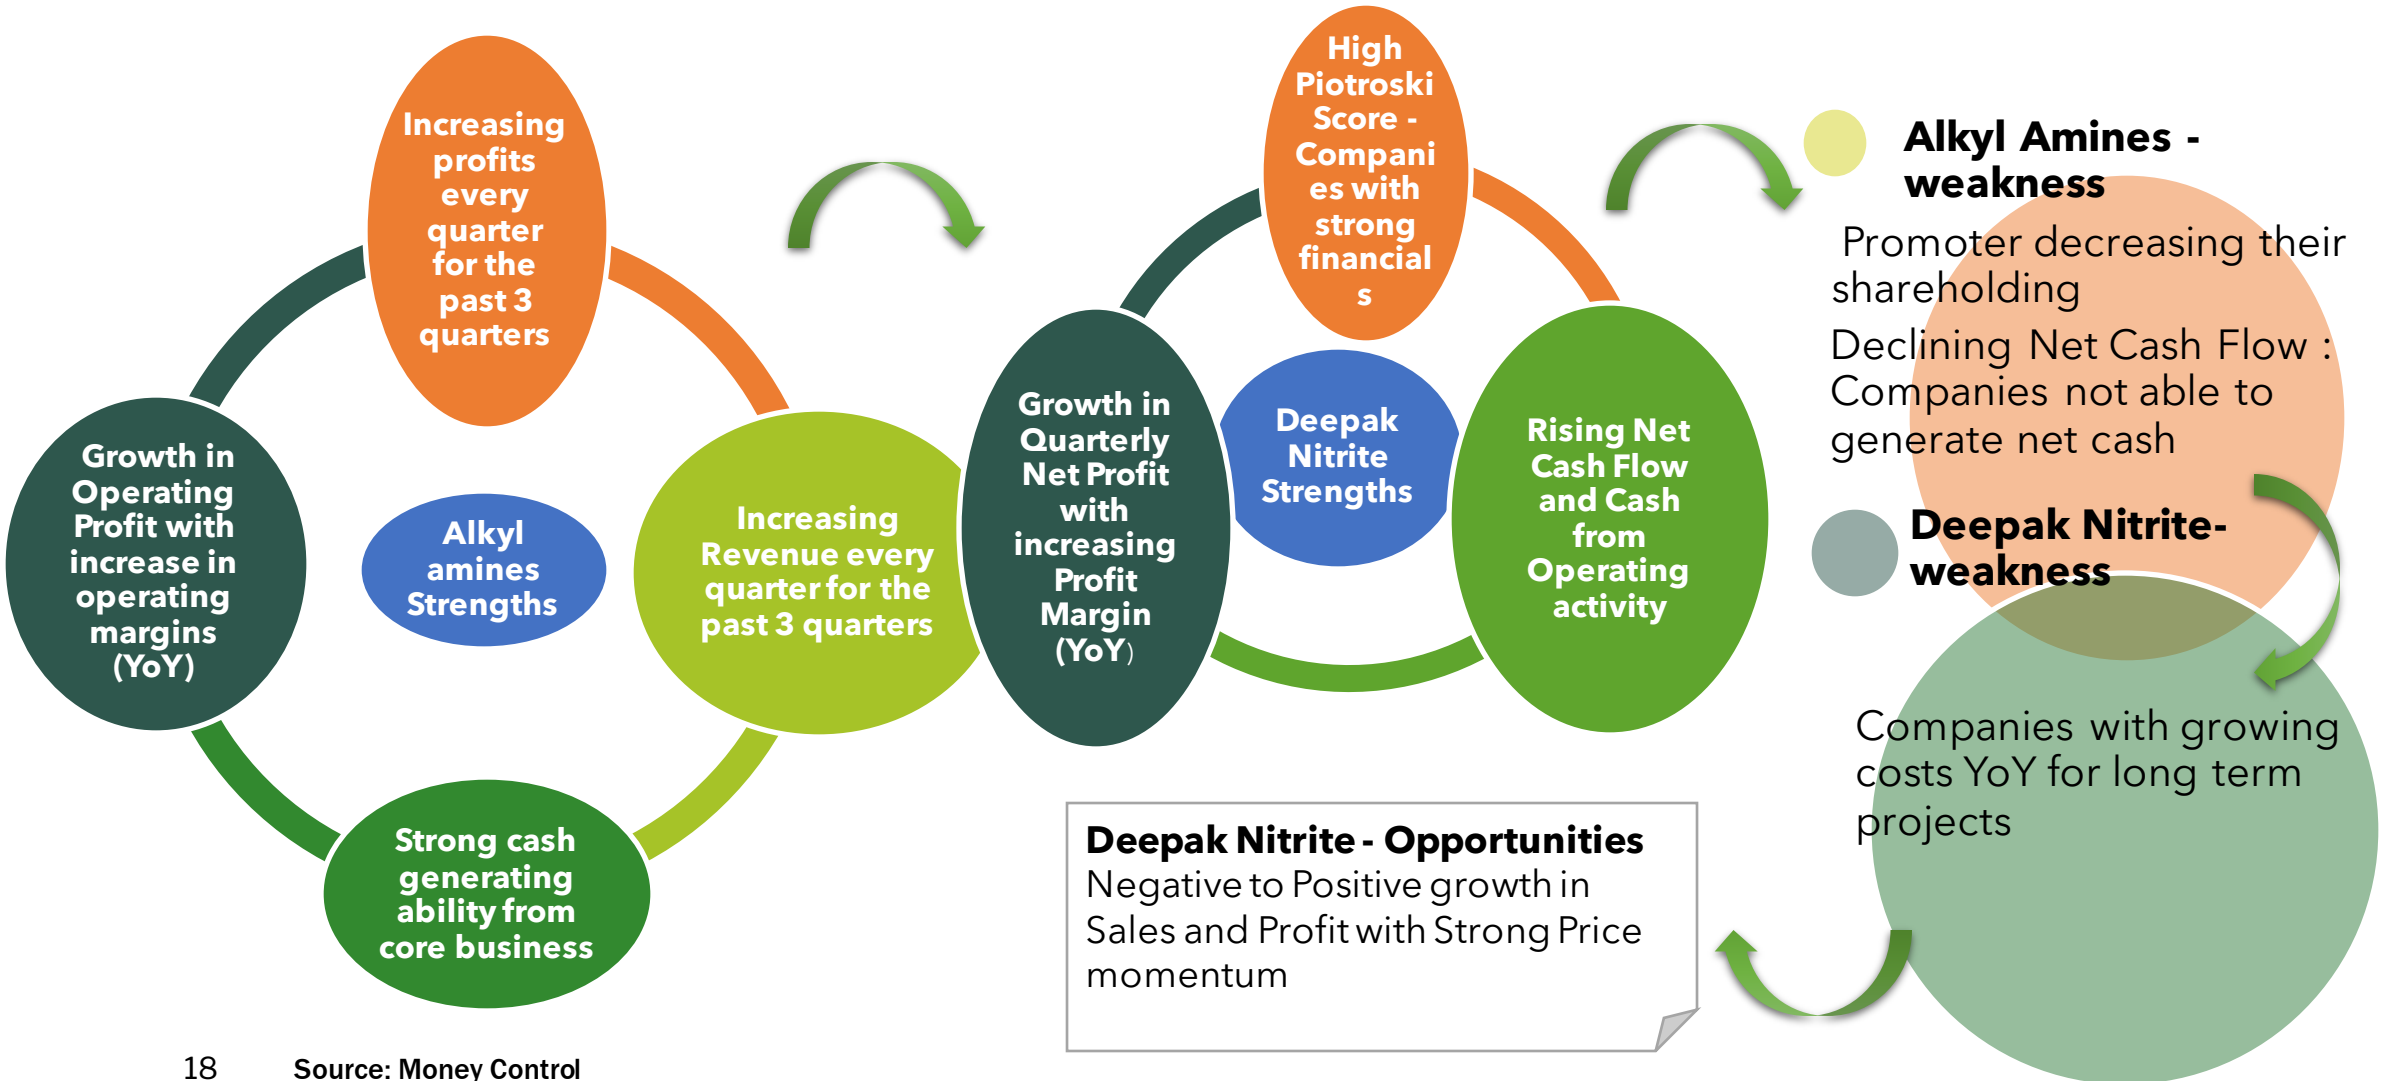 Increasing
profits
every
quarter
for the
past 3
quarters
Growth in
Operating
Profit with
increase in
operating
margins
(YoY)
Alkyl
amines
Strengths
Increasing
Revenue every
quarter for the
past 3 quarters
Strong cash
generating
ability from
core business
High
Piotroski
Score -
Compani
es with
strong
financial
s
Growth in
Quarterly
Net Profit
with
increasing
Profit
Margin
(YoY)
Deepak
Nitrite
Strengths
Rising Net
Cash Flow
and Cash
from
Operating
activity
Alkyl Amines -
weakness
Promoter decreasing their
shareholding
Declining Net Cash Flow :
Companies not able to
generate net cash
Deepak Nitrite-
weakness
Companies with growing
costs YoY for long term
projects
Deepak Nitrite - Opportunities
Negative to Positive growth in
Sales and Profit with Strong Price
momentum
18
Source: Money Control